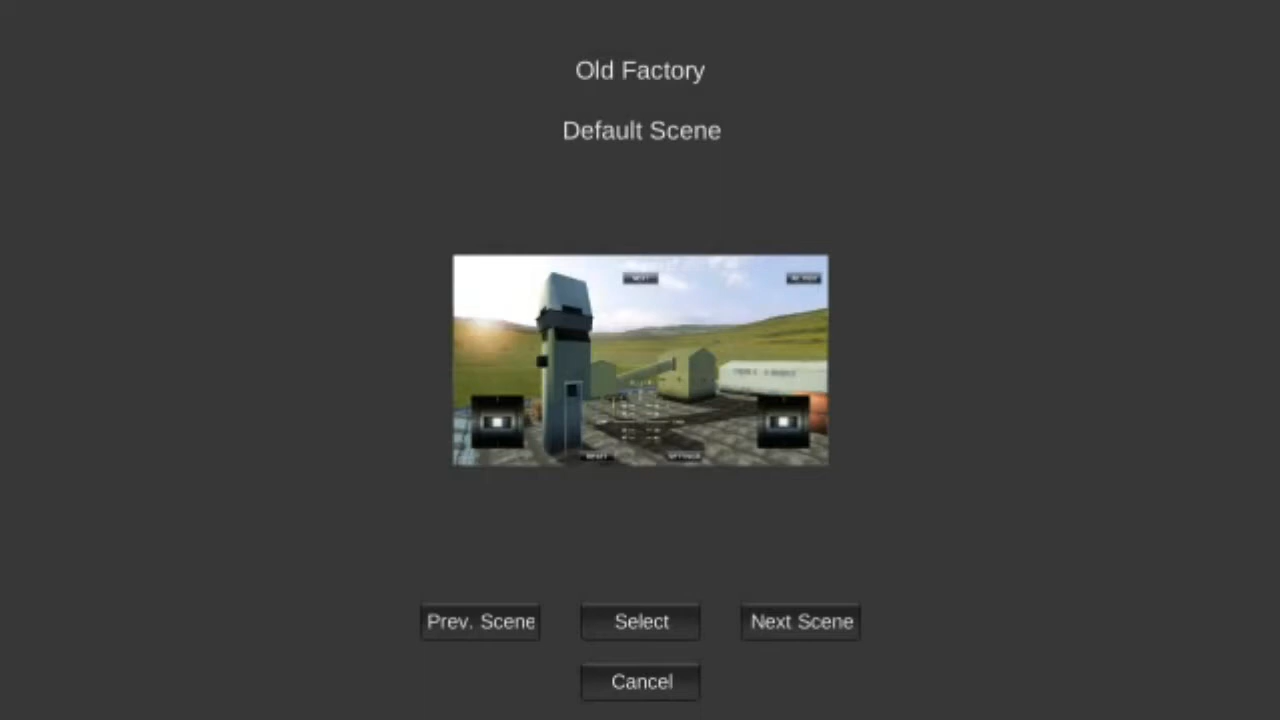 Old Factory
Default Scene
Prev. Scene
Select
Next Scene
Cancel